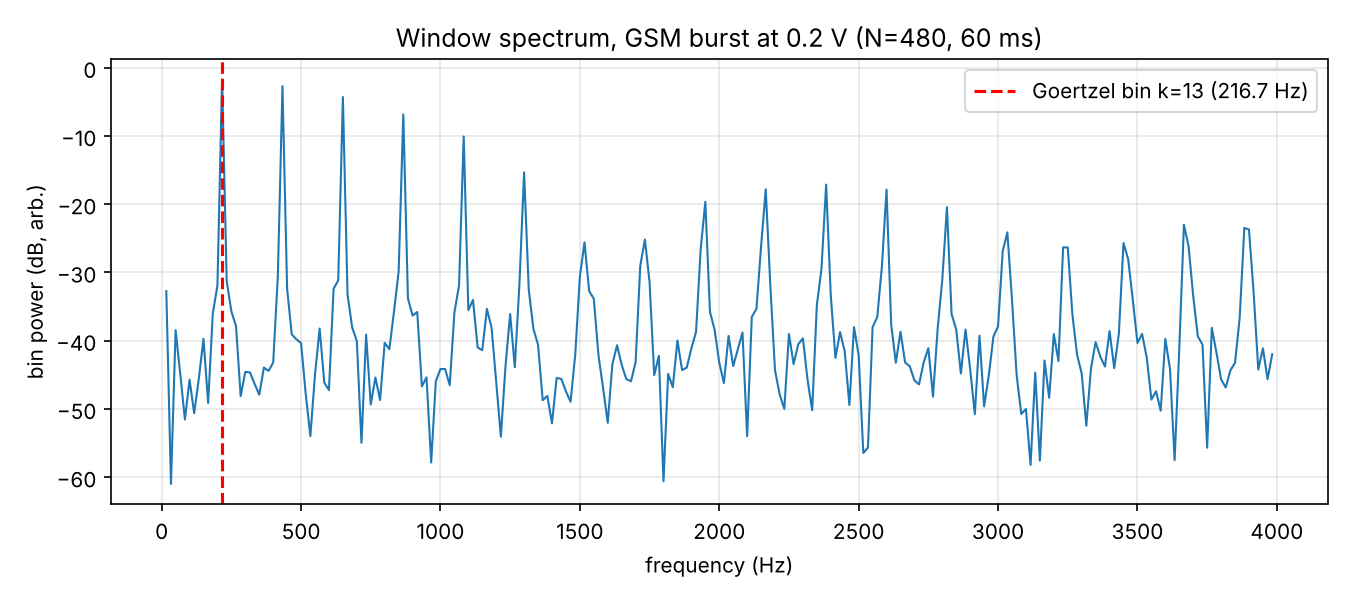 Window spectrum, GSM burst at 0.2 V (N=480, 60 ms)
Goertzel bin k=13 (216.7 Hz)
bin power (dB, arb.)
0
−10
−20
−30
−40
−50
−60
0 500 1000 1500 2000 2500 3000 3500 4000
frequency (Hz)